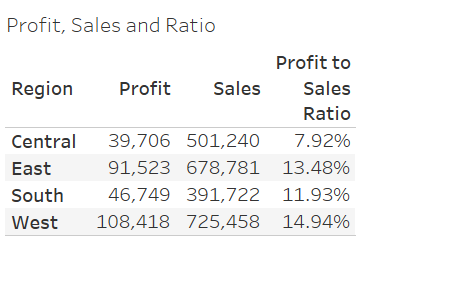 Profit, Sales and Ratio
Profit to
Region Profit Sales Sales
Ratio
Central 39,706 501,240 7.92%
East 91,523 678,781 13.48%
South 46,749 391,722 11.93%
West 108,418 725,458 14.94%